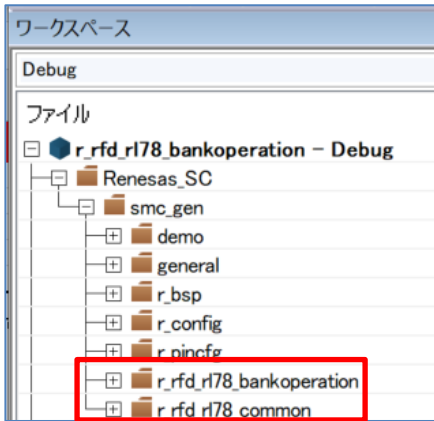 ワークスペース
Debug
ファイル
r_rfd_rl78_bankoperation – Debug
Renesas_SC
smc_gen
demo
general
r_bsp
r_config
r_pincfg
r_rfd_rl78_bankoperation
r_rfd_rl78_common